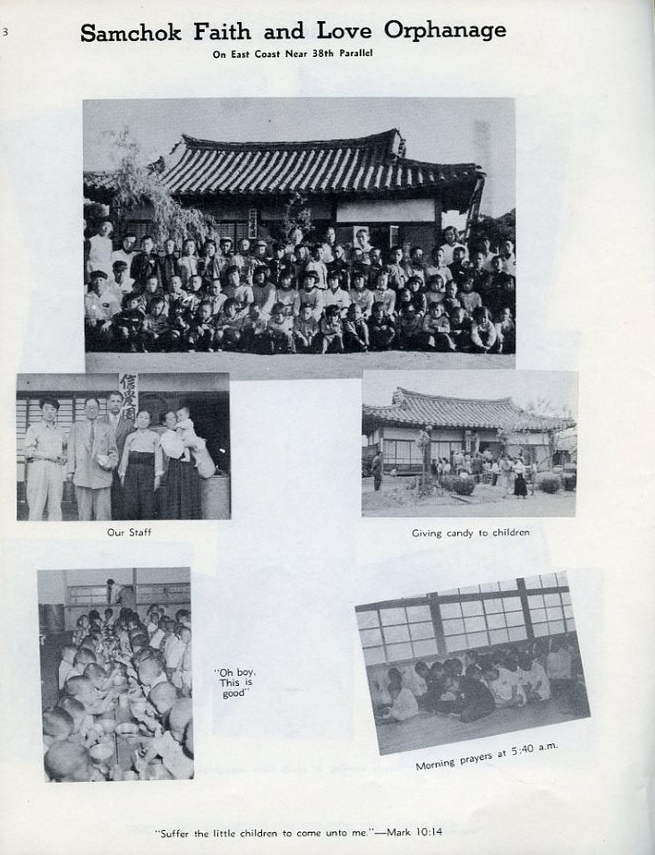 3
Samchok Faith and Love Orphanage
On East Coast Near 38th Parallel
信愛園
Our Staff
Giving candy to children
"Oh boy,
This is
good"
Morning prayers at 5:40 a.m.
"Suffer the little children to come unto me."—Mark 10:14